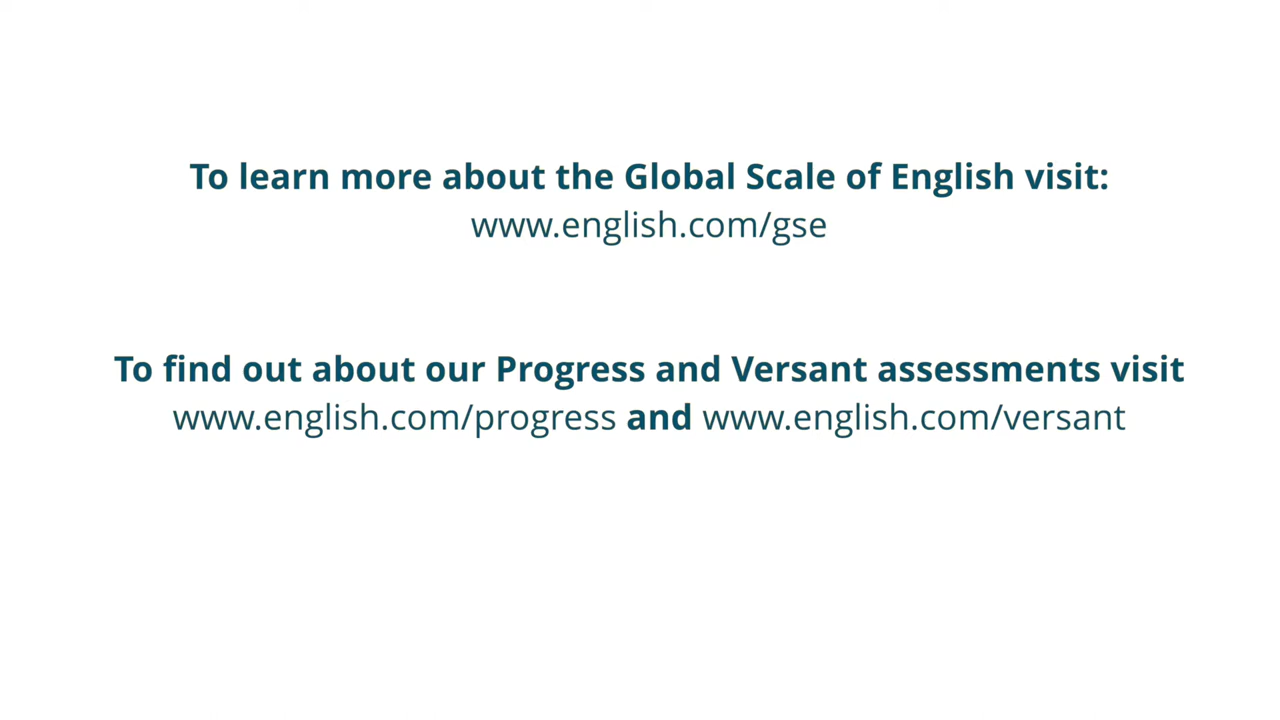 To learn more about the Global Scale of English visit:
www.english.com/gse
To find out about our Progress and Versant assessments visit
www.english.com/progress and www.english.com/versant